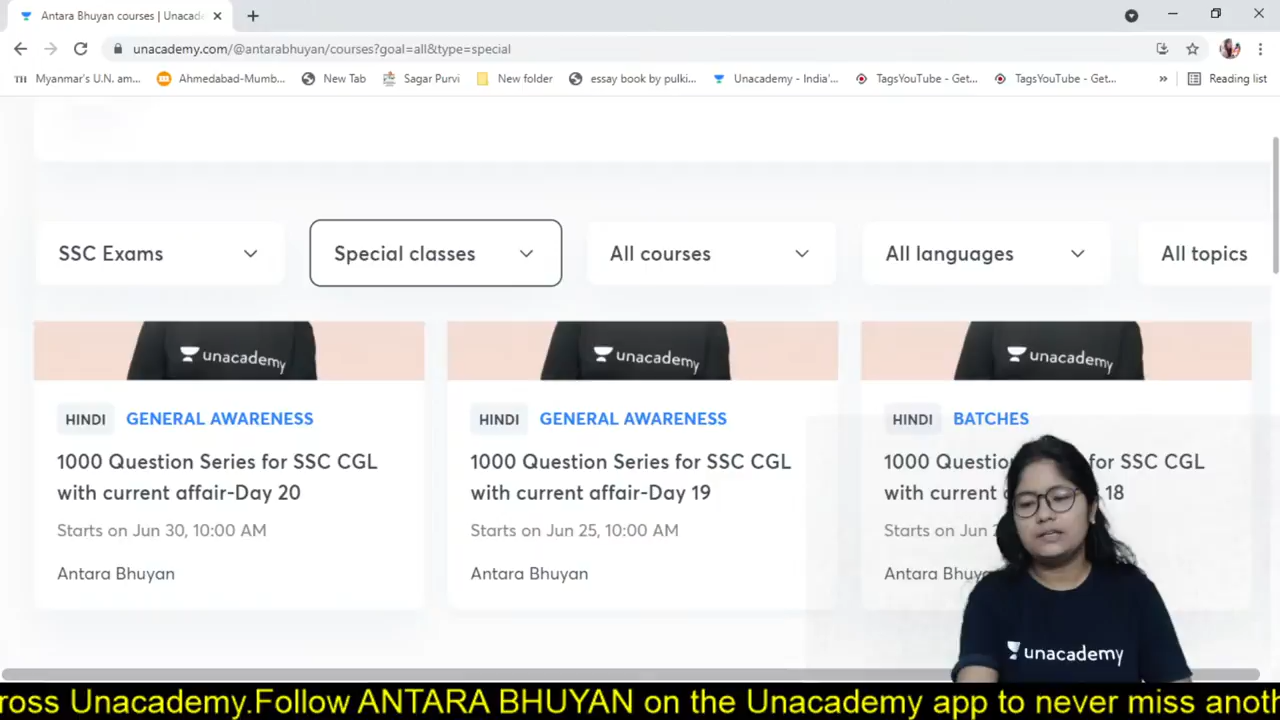 Antara Bhuyan courses | Unacad
unacademy.com/@antarabhuyan/courses?goal=all&type=special
TII Myanmar's U.N. am... Ahmedabad-Mumb... New Tab Sagar Purvi New folder essay book by pulki... Unacademy - India'... TagsYouTube - Get... TagsYouTube - Get... » Reading list
SSC Exams Special classes All courses All languages All topics
unacademy unacademy unacademy
HINDI GENERAL AWARENESS
1000 Question Series for SSC CGL
with current affair-Day 20
Starts on Jun 30, 10:00 AM
Antara Bhuyan
HINDI GENERAL AWARENESS
1000 Question Series for SSC CGL
with current affair-Day 19
Starts on Jun 25, 10:00 AM
Antara Bhuyan
HINDI BATCHES
1000 for SSC CGL
with current 18
Starts on Jun
Antara
unacademy
ross Unacademy.Follow ANTARA BHUYAN on the Unacademy app to never miss anoth